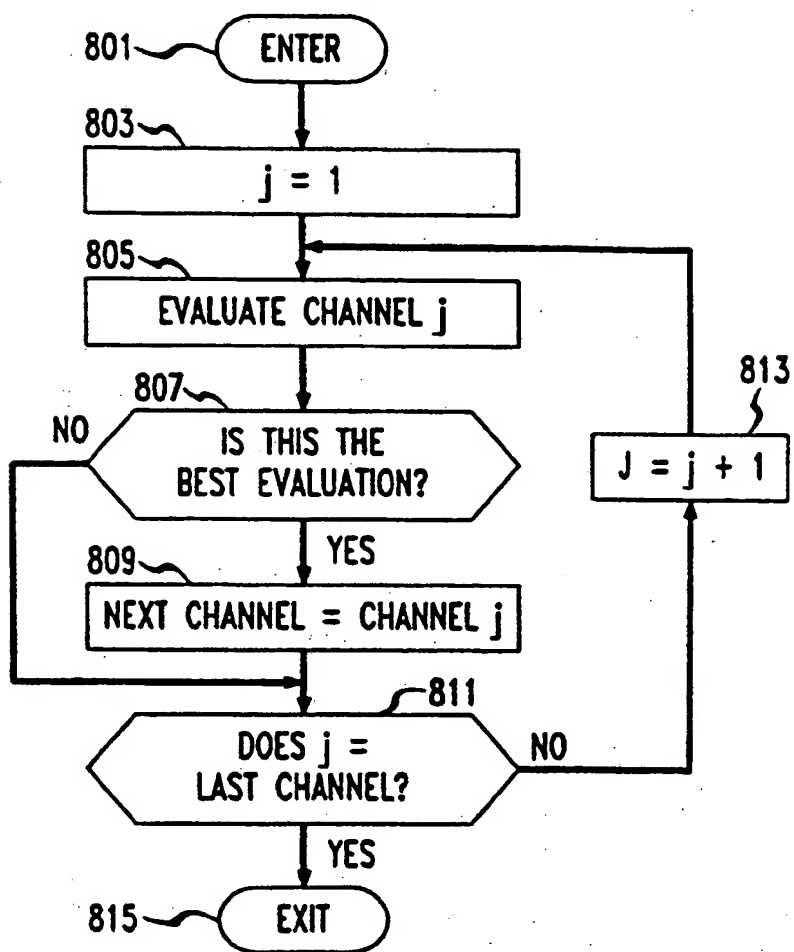 801
ENTER
803
j = 1
805
EVALUATE CHANNEL j
807
NO
IS THIS THE
BEST EVALUATION?
813
J = j + 1
YES
809
NEXT CHANNEL = CHANNEL j
811
DOES j =
LAST CHANNEL?
NO
YES
815
EXIT